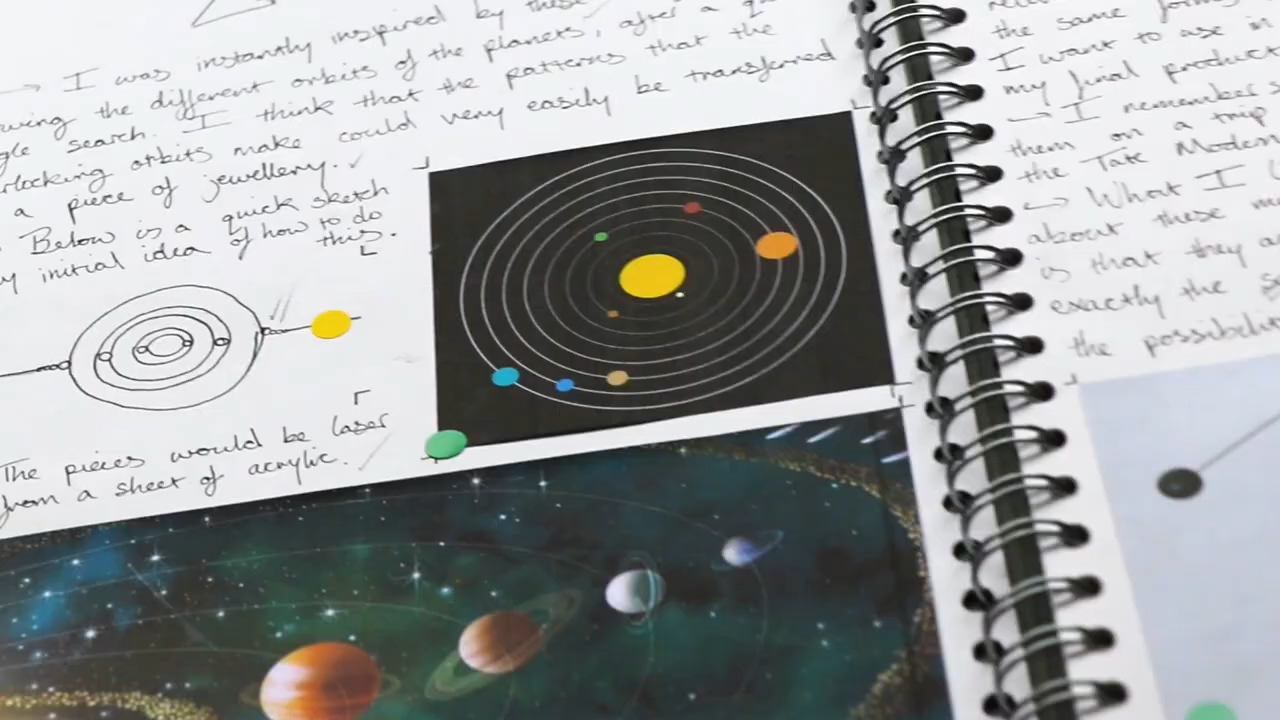 → I was instantly inspired by these
the different orbits of the planets, after a
search. I think that the patterns that the
orbits make could very easily be transferred
a piece of jewellery.
Below is a quick sketch
initial idea of how to do
this.
The pieces would be laser
from a sheet of acrylic.
the same
I want to use in
my final product
→ I remember
them on a trip
the Tate Modern
→ What I
about these
is that they
exactly the
the